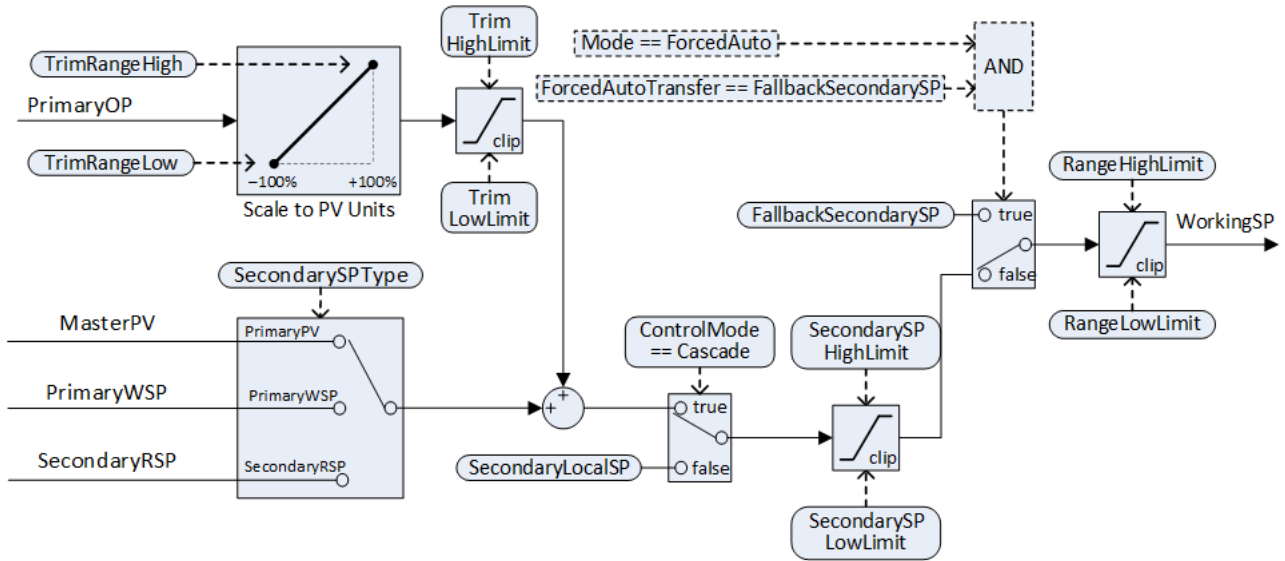 TrimRangeHigh
PrimaryOP
TrimRangeLow
−100%
+100%
Scale to PV Units
Trim
HighLimit
clip
Trim
LowLimit
Mode == ForcedAuto
ForcedAutoTransfer == FallbackSecondarySP
AND
FallbackSecondarySP
true
false
RangeHighLimit
clip
WorkingSP
RangeLowLimit
SecondarySPType
MasterPV
PrimaryPV
PrimaryWSP
PrimaryWSP
SecondaryRSP
SecondaryRSP
+
+
ControlMode
== Cascade
true
false
SecondaryLocalSP
SecondarySP
HighLimit
clip
SecondarySP
LowLimit